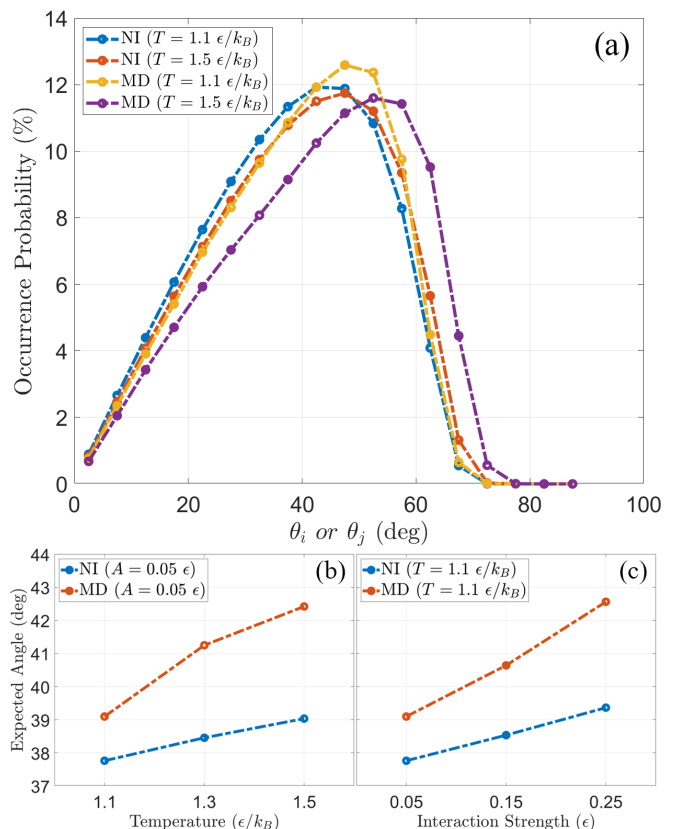 14
12
10
8
6
4
2
0
Occurrence Probability (%)
NI (T = 1.1 ϵ/k_B)
NI (T = 1.5 ϵ/k_B)
MD (T = 1.1 ϵ/k_B)
MD (T = 1.5 ϵ/k_B)
(a)
0 20 40 60 80 100
θ_i or θ_j (deg)
44
43
42
41
40
39
38
37
Expected Angle (deg)
NI (A = 0.05 ϵ)
MD (A = 0.05 ϵ)
(b)
1.1 1.3 1.5
Temperature (ϵ/k_B)
NI (T = 1.1 ϵ/k_B)
MD (T = 1.1 ϵ/k_B)
(c)
0.05 0.15 0.25
Interaction Strength (ϵ)